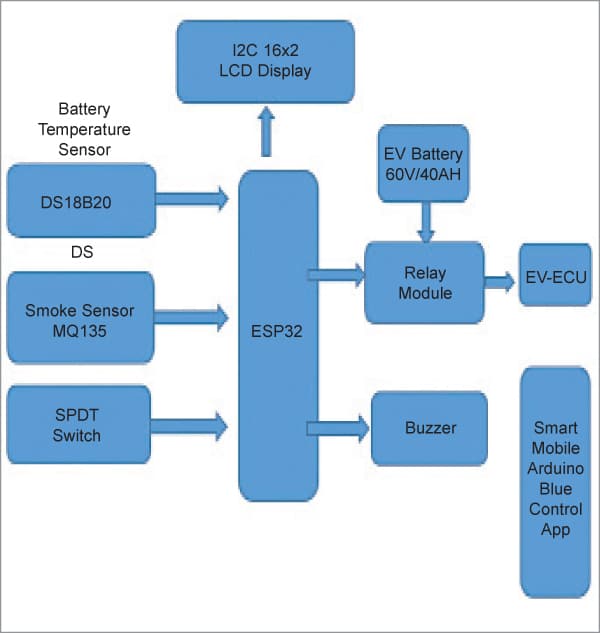 I2C 16x2
LCD Display
Battery
Temperature
Sensor
DS18B20
DS
Smoke Sensor
MQ135
SPDT
Switch
ESP32
EV Battery
60V/40AH
Relay
Module
EV-ECU
Buzzer
Smart
Mobile
Arduino
Blue
Control
App